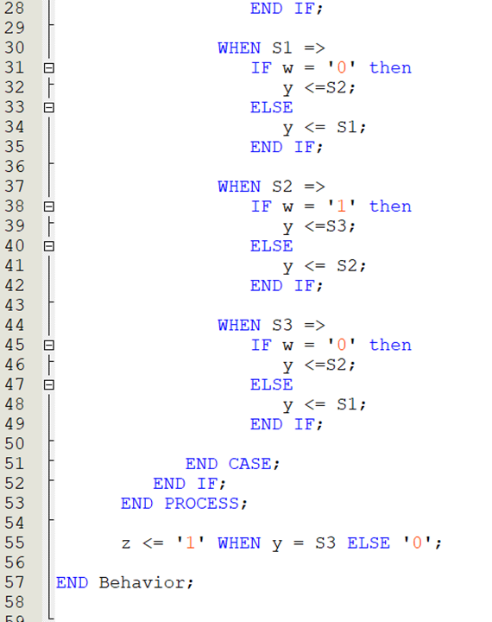 28 END IF;
29
30 WHEN S1 =>
31 IF w = '0' then
32 y <=S2;
33 ELSE
34 y <= S1;
35 END IF;
36
37 WHEN S2 =>
38 IF w = '1' then
39 y <=S3;
40 ELSE
41 y <= S2;
42 END IF;
43
44 WHEN S3 =>
45 IF w = '0' then
46 y <=S2;
47 ELSE
48 y <= S1;
49 END IF;
50
51 END CASE;
52 END IF;
53 END PROCESS;
54
55 z <= '1' WHEN y = S3 ELSE '0';
56
57 END Behavior;
58
59